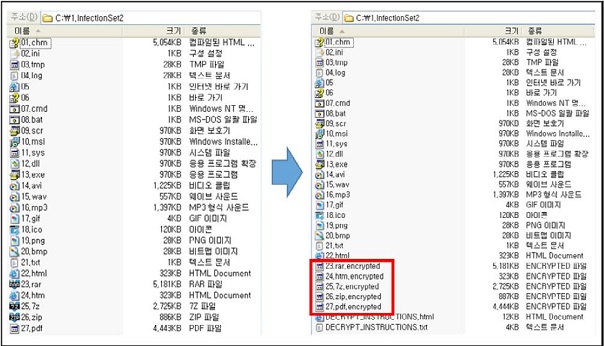 주소(D) C:\1,InfectionSet2
이름 크기 종류
01,chm 5,054KB 컴파일된 HTML ...
02,ini 1KB 구성 설정
03,tmp 28KB TMP 파일
04,log 28KB 텍스트 문서
05 1KB 인터넷 바로 가기
06 1KB 바로 가기
07,cmd 1KB Windows NT 명...
08,bat 1KB MS-DOS 일괄 파일
09,scr 970KB 화면 보호기
10,msi 970KB Windows Installe...
11,sys 970KB 시스템 파일
12,dll 970KB 응용 프로그램 확장
13,exe 970KB 응용 프로그램
14,avi 1,225KB 비디오 클립
15,wav 557KB 웨이브 사운드
16,mp3 1,967KB MP3 형식 사운드
17,gif 4KB GIF 이미지
18,ico 120KB 아이콘
19,png 28KB PNG 이미지
20,bmp 28KB 비트맵 이미지
21,txt 1KB 텍스트 문서
22,html 323KB HTML Document
23,rar 5,181KB RAR 파일
24,htm 323KB HTML Document
25,7z 2,727KB 7Z 파일
26,zip 886KB ZIP 파일
27,pdf 4,443KB PDF 파일
주소(D) C:\1,InfectionSet2
이름 크기 종류
01,chm 5,054KB 컴파일된 HTML ...
02,ini 1KB 구성 설정
03,tmp 28KB TMP 파일
04,log 28KB 텍스트 문서
05 1KB 인터넷 바로 가기
06 1KB 바로 가기
07,cmd 1KB Windows NT 명...
08,bat 1KB MS-DOS 일괄 파일
09,scr 970KB 화면 보호기
10,msi 970KB Windows Installe...
11,sys 970KB 시스템 파일
12,dll 970KB 응용 프로그램 확장
13,exe 970KB 응용 프로그램
14,avi 1,225KB 비디오 클립
15,wav 557KB 웨이브 사운드
16,mp3 1,967KB MP3 형식 사운드
17,gif 4KB GIF 이미지
18,ico 120KB 아이콘
19,png 28KB PNG 이미지
20,bmp 28KB 비트맵 이미지
21,txt 1KB 텍스트 문서
22,html 323KB HTML Document
23,rar,encrypted 5,181KB ENCRYPTED 파일
24,htm,encrypted 323KB ENCRYPTED 파일
25,7z,encrypted 2,727KB ENCRYPTED 파일
26,zip,encrypted 887KB ENCRYPTED 파일
27,pdf,encrypted 4,444KB ENCRYPTED 파일
DECRYPT_INSTRUCTIONS,html 12KB HTML Document
DECRYPT_INSTRUCTIONS,txt 4KB 텍스트 문서